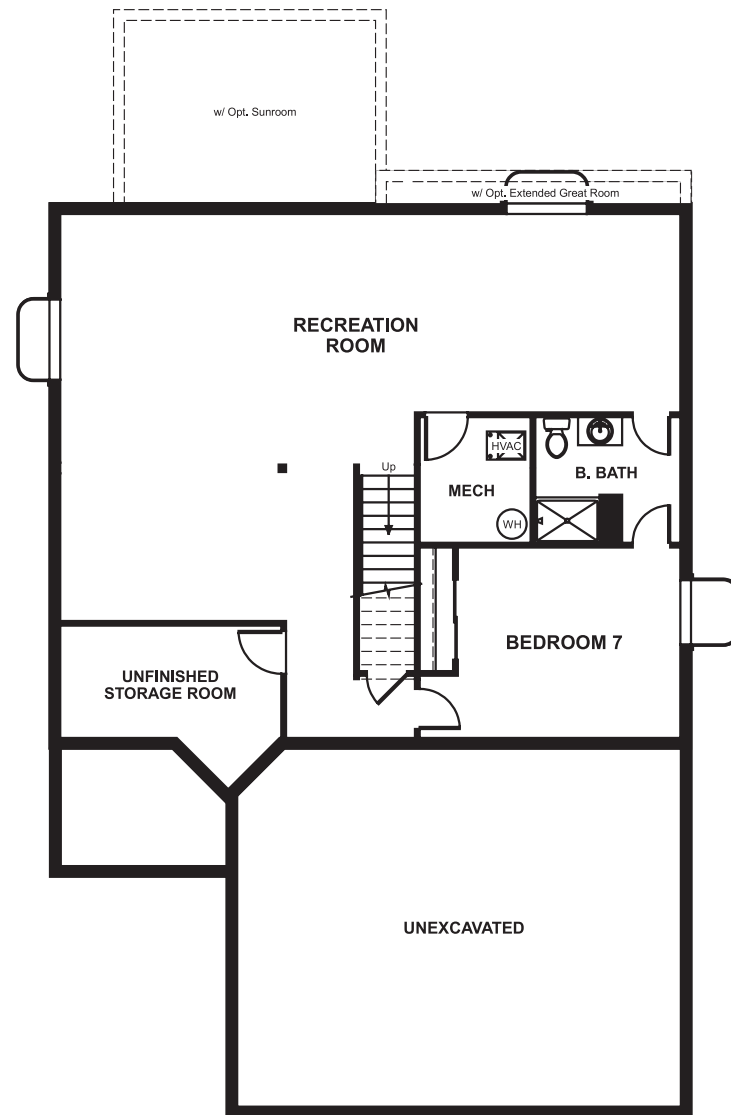 w/ Opt. Sunroom
w/ Opt. Extended Great Room
RECREATION
ROOM
HVAC
Up
B. BATH
MECH
WH
BEDROOM 7
UNFINISHED
STORAGE ROOM
UNEXCAVATED